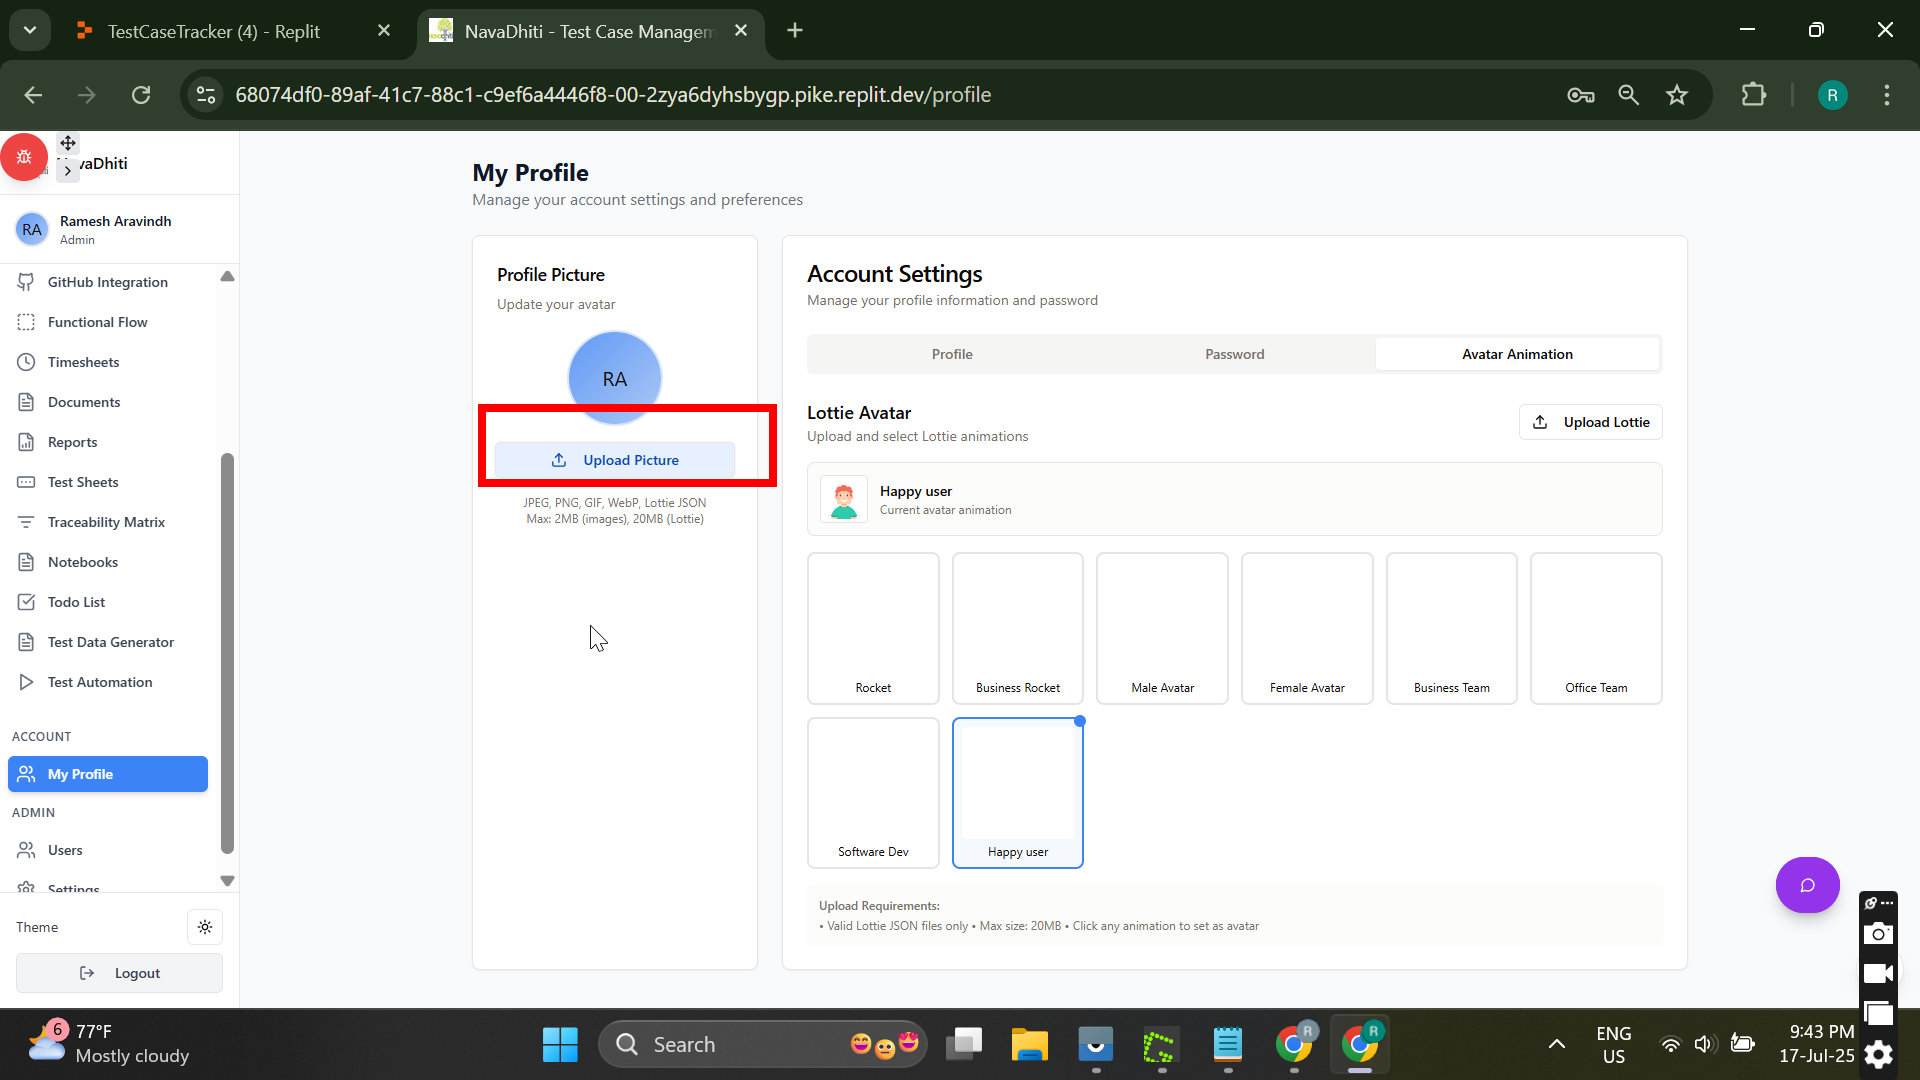 TestCaseTracker (4) - Replit
NavaDhiti - Test Case Managem
68074df0-89af-41c7-88c1-c9ef6a4446f8-00-2zya6dyhsbygp.pike.replit.dev/profile
R
vaDhiti
RA
Ramesh Aravindh
Admin
GitHub Integration
Functional Flow
Timesheets
Documents
Reports
Test Sheets
Traceability Matrix
Notebooks
Todo List
Test Data Generator
Test Automation
ACCOUNT
My Profile
ADMIN
Users
Settings
Theme
Logout
My Profile
Manage your account settings and preferences
Profile Picture
Update your avatar
RA
Upload Picture
JPEG, PNG, GIF, WebP, Lottie JSON
Max: 2MB (images), 20MB (Lottie)
Account Settings
Manage your profile information and password
Profile
Password
Avatar Animation
Lottie Avatar
Upload and select Lottie animations
Upload Lottie
Happy user
Current avatar animation
Rocket
Business Rocket
Male Avatar
Female Avatar
Business Team
Office Team
Software Dev
Happy user
Upload Requirements:
• Valid Lottie JSON files only • Max size: 20MB • Click any animation to set as avatar
6
77°F
Mostly cloudy
Search
R
R
ENG
US
9:43 PM
17-Jul-25